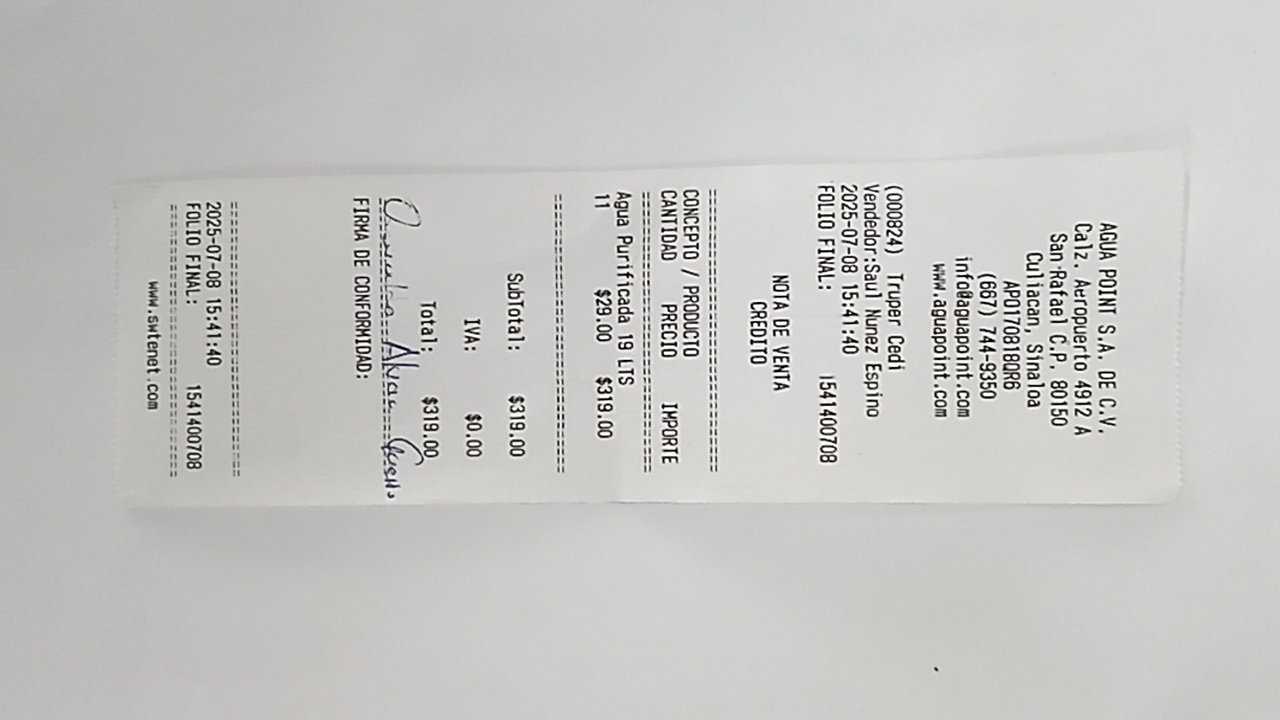 AGUA POINT S.A. DE C.V.
Calz. Aeropuerto 4912 A
San Rafael C.P. 80150
Culiacan, Sinaloa
APO170818QR6
(667) 744-9350
info@aguapoint.com
www.aguapoint.com
(000824) Truper Cedi
Vendedor:Saul Nunez Espino
2025-07-08 15:41:40
FOLIO FINAL: 1541400708
NOTA DE VENTA
CREDITO
CONCEPTO / PRODUCTO
CANTIDAD PRECIO IMPORTE
Agua Purificada 19 LTS
11 $29.00 $319.00
SubTotal: $319.00
IVA: $0.00
Total: $319.00
FIRMA DE CONFORMIDAD:
2025-07-08 15:41:40
FOLIO FINAL: 1541400708
www.swtenet.com